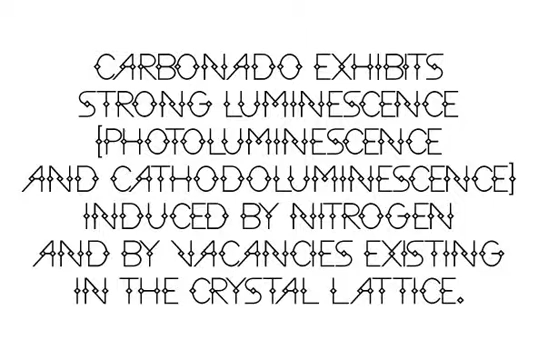 CARBONADO EXHIBITS
STRONG LUMINESCENCE
[PHOTOLUMINESCENCE
AND CATHODOLUMINESCENCE]
INDUCED BY NITROGEN
AND BY VACANCIES EXISTING
IN THE CRYSTAL LATTICE.